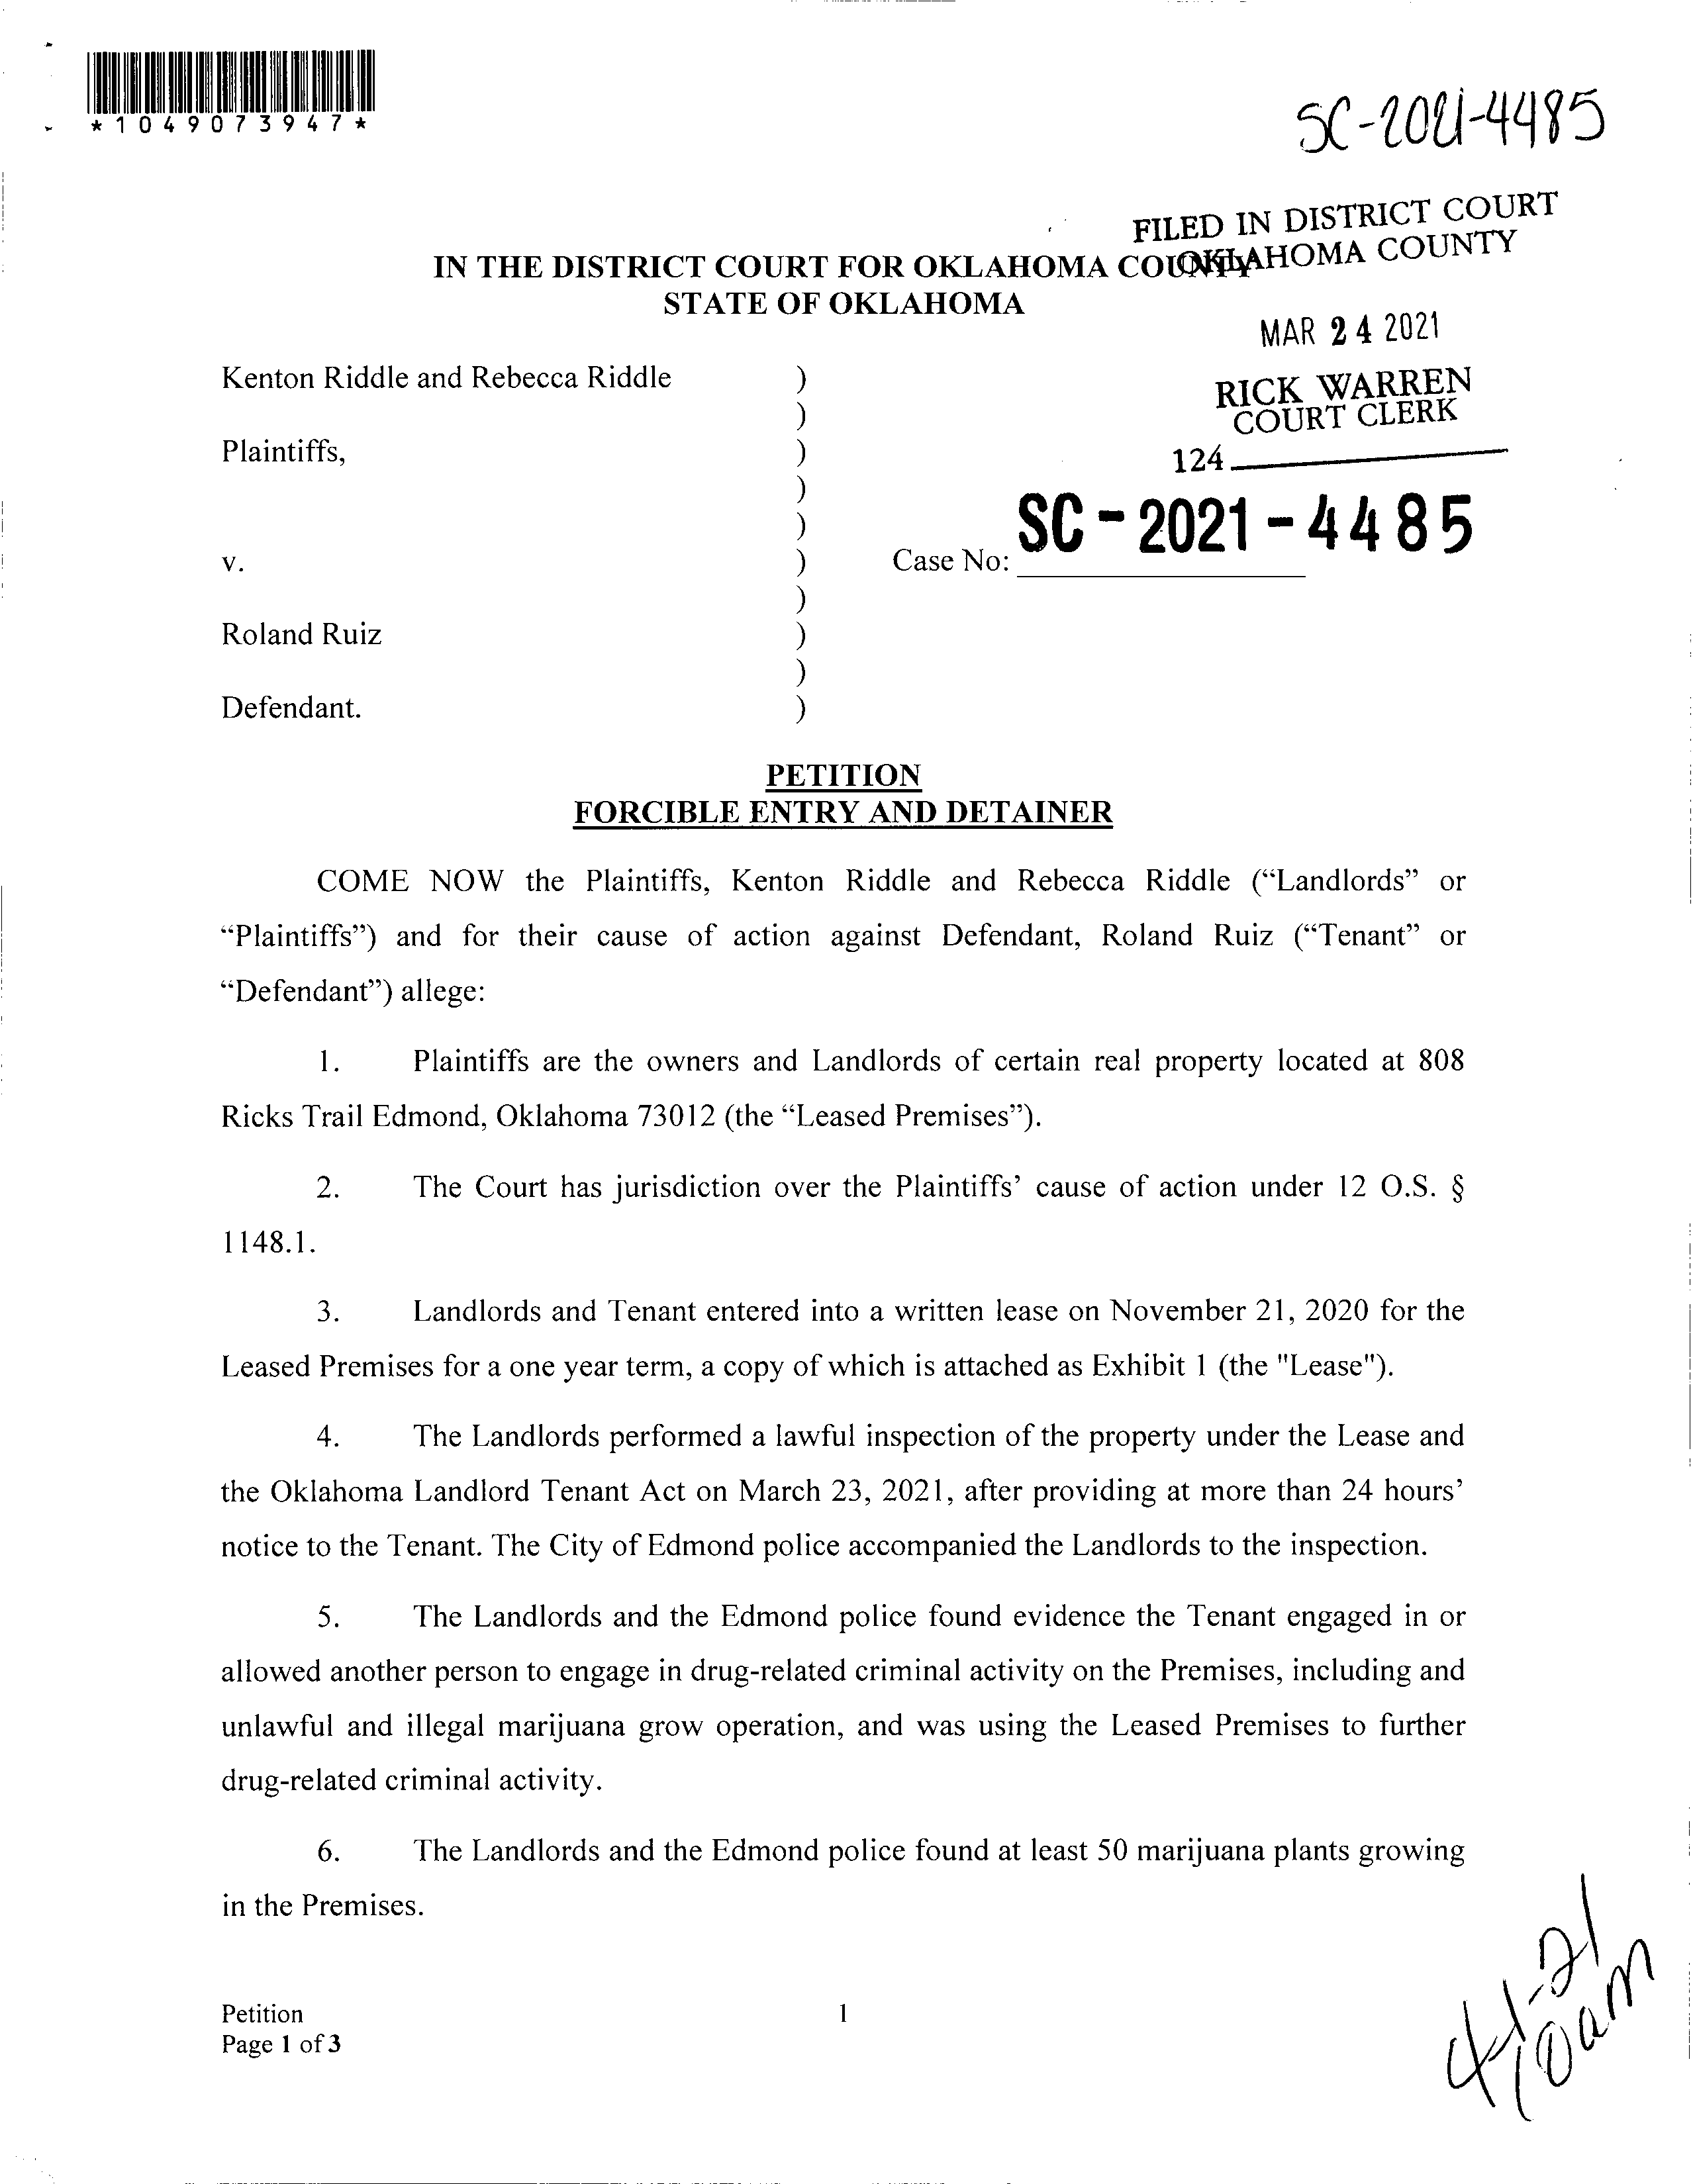 *1049073947*
SC-2021-4485
FILED IN DISTRICT COURT
OKLAHOMA COUNTY
IN THE DISTRICT COURT FOR OKLAHOMA COUNTY
STATE OF OKLAHOMA
MAR 24 2021
RICK WARREN
COURT CLERK
124
Kenton Riddle and Rebecca Riddle )
)
Plaintiffs, )
)
)
v. ) Case No: SC-2021-4485
)
Roland Ruiz )
)
Defendant. )
PETITION
FORCIBLE ENTRY AND DETAINER
COME NOW the Plaintiffs, Kenton Riddle and Rebecca Riddle (“Landlords” or
“Plaintiffs”) and for their cause of action against Defendant, Roland Ruiz (“Tenant” or
“Defendant”) allege:
1. Plaintiffs are the owners and Landlords of certain real property located at 808
Ricks Trail Edmond, Oklahoma 73012 (the “Leased Premises”).
2. The Court has jurisdiction over the Plaintiffs’ cause of action under 12 O.S. §
1148.1.
3. Landlords and Tenant entered into a written lease on November 21, 2020 for the
Leased Premises for a one year term, a copy of which is attached as Exhibit 1 (the "Lease").
4. The Landlords performed a lawful inspection of the property under the Lease and
the Oklahoma Landlord Tenant Act on March 23, 2021, after providing at more than 24 hours’
notice to the Tenant. The City of Edmond police accompanied the Landlords to the inspection.
5. The Landlords and the Edmond police found evidence the Tenant engaged in or
allowed another person to engage in drug-related criminal activity on the Premises, including and
unlawful and illegal marijuana grow operation, and was using the Leased Premises to further
drug-related criminal activity.
6. The Landlords and the Edmond police found at least 50 marijuana plants growing
in the Premises.
Petition
Page 1 of 3
1
10am